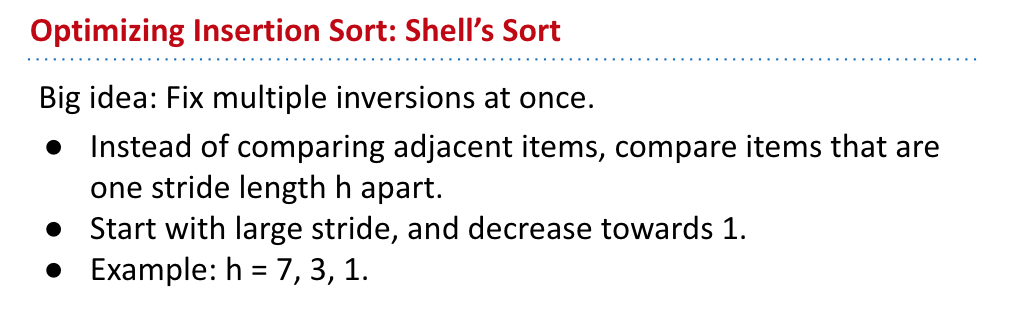 Optimizing Insertion Sort: Shell’s Sort
Big idea: Fix multiple inversions at once.
● Instead of comparing adjacent items, compare items that are
one stride length h apart.
● Start with large stride, and decrease towards 1.
● Example: h = 7, 3, 1.